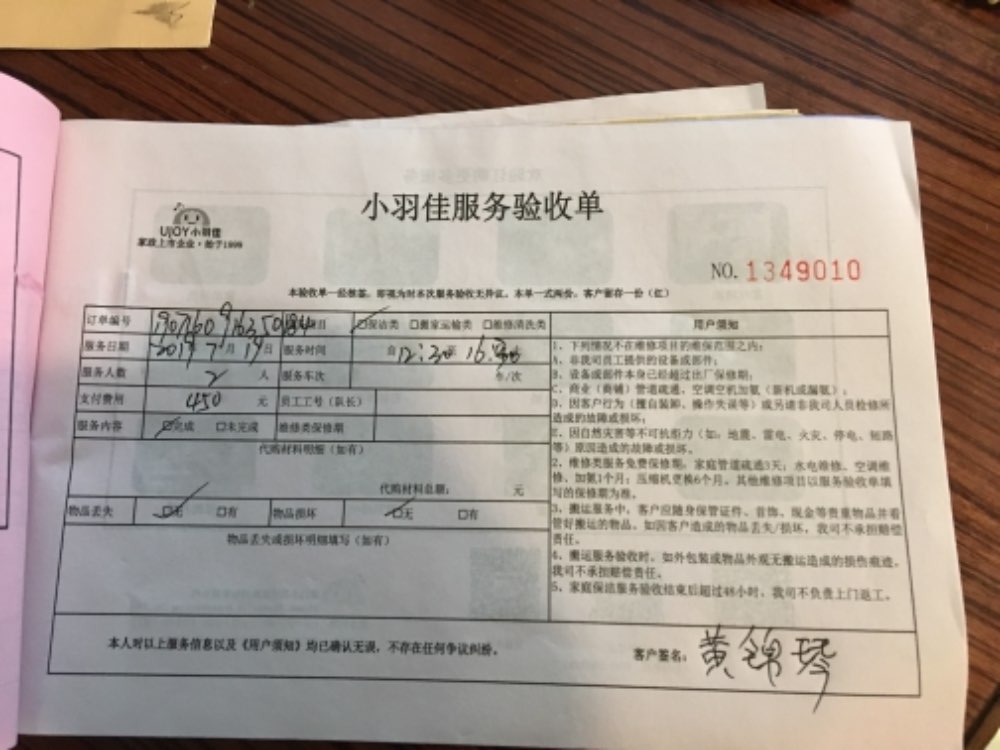 小羽佳服务验收单
UjOY小羽佳
家政上市企业·始于1999
NO. 1349010
本验收单一经签署,即视为对本次服务验收无异议。本单一式两份,客户留存一份(红)
订单编号 保洁类 搬家运输类 维修清洗类
服务日期 2019年7月19日 服务时间 自12:30至16:30
服务人数 2 人 服务车次 车/次
支付费用 450 元 员工工号(队长)
服务内容 完成 未完成 维修类保修期
代购材料明细(如有)
代购材料总额: 元
物品丢失 无 有 物品损坏 无 有
物品丢失或损坏明细填写(如有)
用户须知
1、下列情况不在维修项目的维保范围之内:
A、非我司员工提供的设备或部件;
B、设备或部件本身已经超过出厂保修期;
C、商业(商铺)管道疏通、空调空机加氟(新机或漏氟);
D、因客户行为(擅自装卸、操作失误等)或另请非我司人员检修所
造成的故障或损坏;
E、因自然灾害等不可抗拒力(如:地震、雷电、火灾、停电、短路
等)原因造成的故障或损坏。
2、维修类服务免费保修期:家庭管道疏通3天;水电维修、空调维
修、加氟1个月;压缩机更换6个月。其他维修项目以服务验收单填
写的保修期为准。
3、搬运服务中,客户应随身保管证件、首饰、现金等贵重物品并看
管好搬运的物品。如因客户造成的物品丢失/损坏,我司不承担赔偿
责任。
4、搬运服务验收时,如外包装或物品外观无搬运造成的损伤痕迹,
我司不承担赔偿责任。
5、家庭保洁服务验收结束后超过48小时,我司不负责上门返工。
本人对以上服务信息以及《用户须知》均已确认无误,不存在任何争议纠纷。
客户签名: 黄锦琴